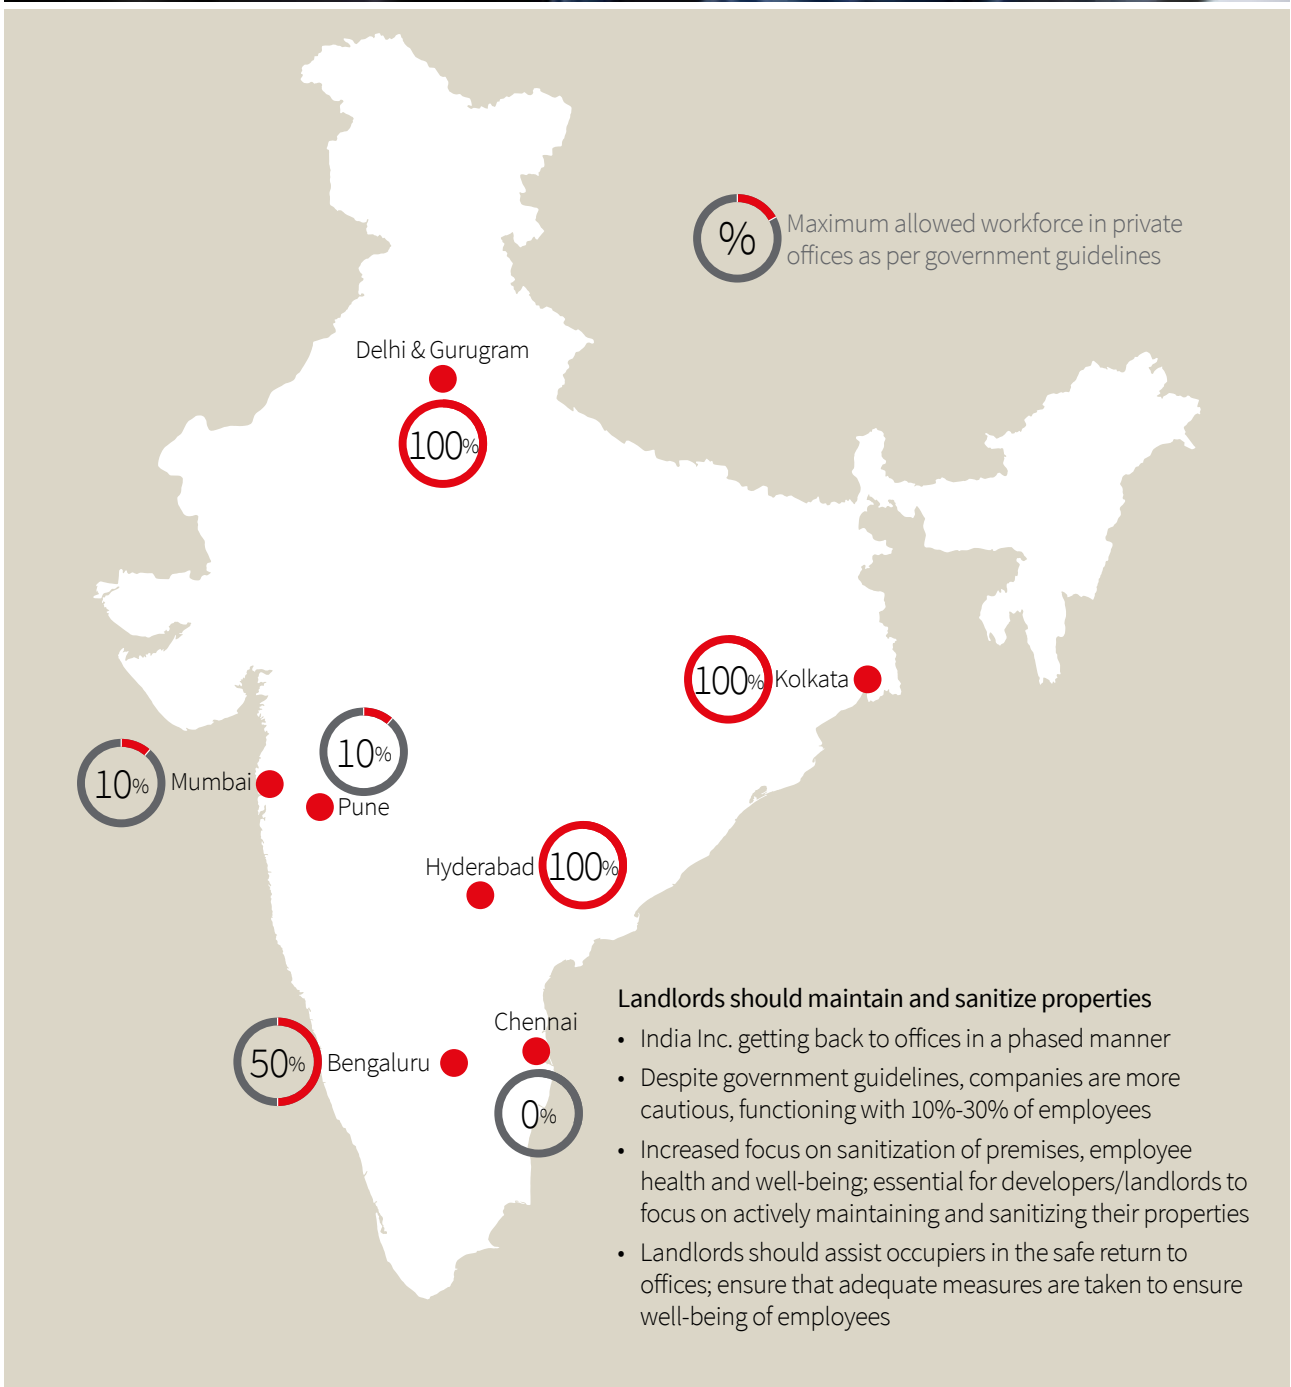 %
Maximum allowed workforce in private
offices as per government guidelines
Delhi & Gurugram
100%
100%
Kolkata
10%
10%
Mumbai
Pune
Hyderabad
100%
Landlords should maintain and sanitize properties
• India Inc. getting back to offices in a phased manner
• Despite government guidelines, companies are more
cautious, functioning with 10%-30% of employees
• Increased focus on sanitization of premises, employee
health and well-being; essential for developers/landlords to
focus on actively maintaining and sanitizing their properties
• Landlords should assist occupiers in the safe return to
offices; ensure that adequate measures are taken to ensure
well-being of employees
Chennai
50%
Bengaluru
0%